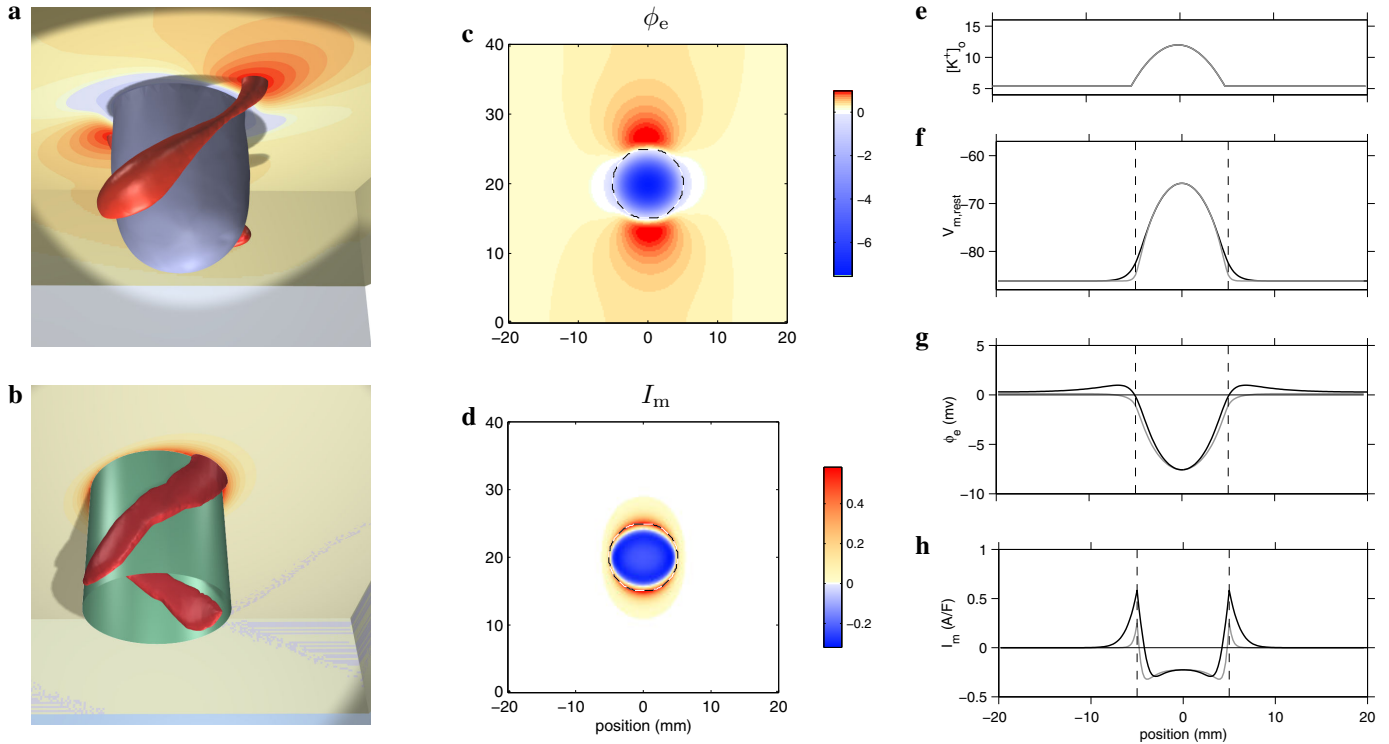 a
b
c
ϕe
40
30
20
10
0
−20 −10 0 10 20
0
−2
−4
−6
d
Im
40
30
20
10
0
−20 −10 0 10 20
position (mm)
0.4
0.2
0
−0.2
e
[K+]o
15
10
5
f
Vm,rest
−60
−70
−80
g
ϕe (mv)
5
0
−5
−10
h
Im (A/F)
1
0.5
0
−0.5
−20 −10 0 10 20
position (mm)